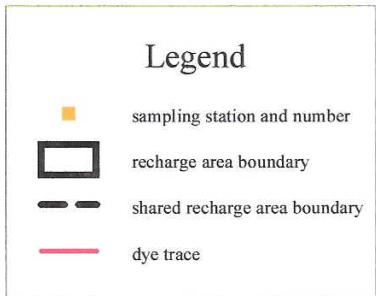 Legend
sampling station and number
recharge area boundary
shared recharge area boundary
dye trace